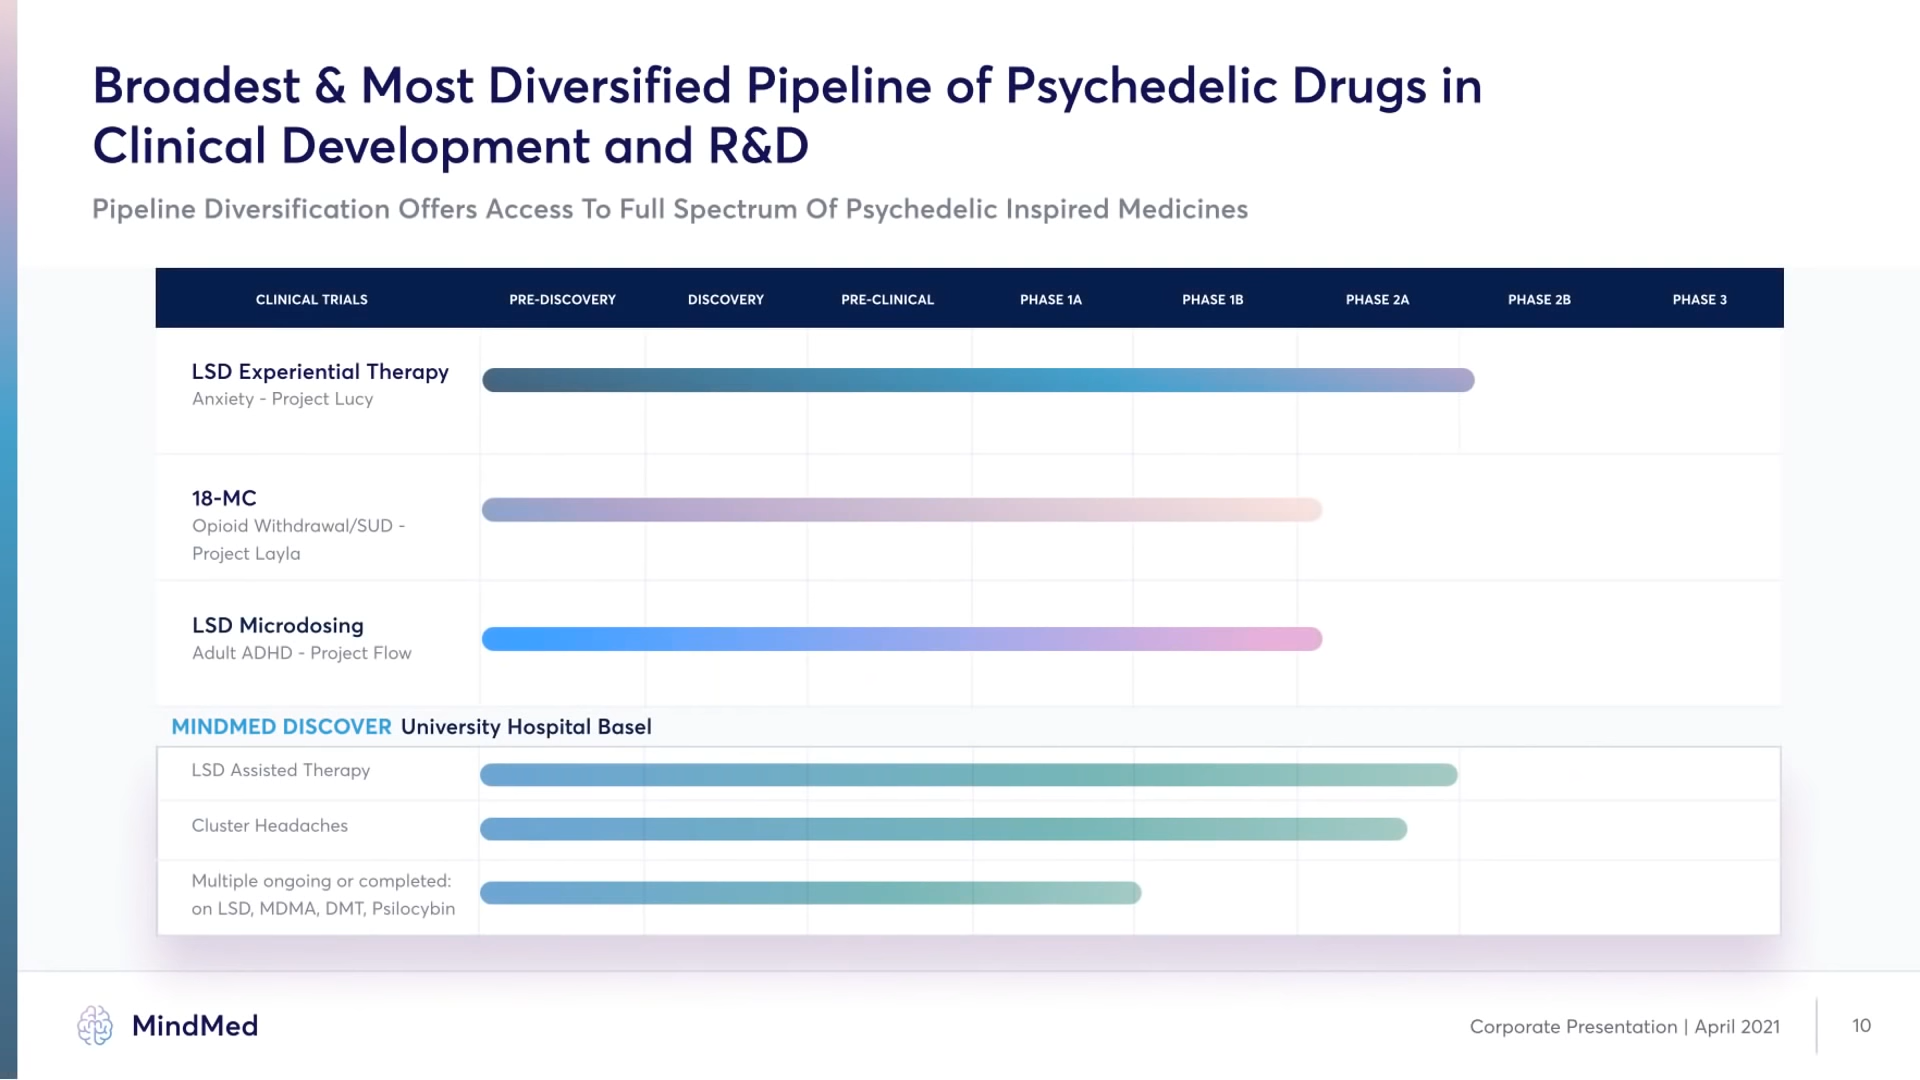 Broadest & Most Diversified Pipeline of Psychedelic Drugs in
Clinical Development and R&D
Pipeline Diversification Offers Access To Full Spectrum Of Psychedelic Inspired Medicines
CLINICAL TRIALS PRE-DISCOVERY DISCOVERY PRE-CLINICAL PHASE 1A PHASE 1B PHASE 2A PHASE 2B PHASE 3
LSD Experiential Therapy
Anxiety - Project Lucy
18-MC
Opioid Withdrawal/SUD -
Project Layla
LSD Microdosing
Adult ADHD - Project Flow
MINDMED DISCOVER University Hospital Basel
LSD Assisted Therapy
Cluster Headaches
Multiple ongoing or completed:
on LSD, MDMA, DMT, Psilocybin
MindMed
Corporate Presentation | April 2021
10